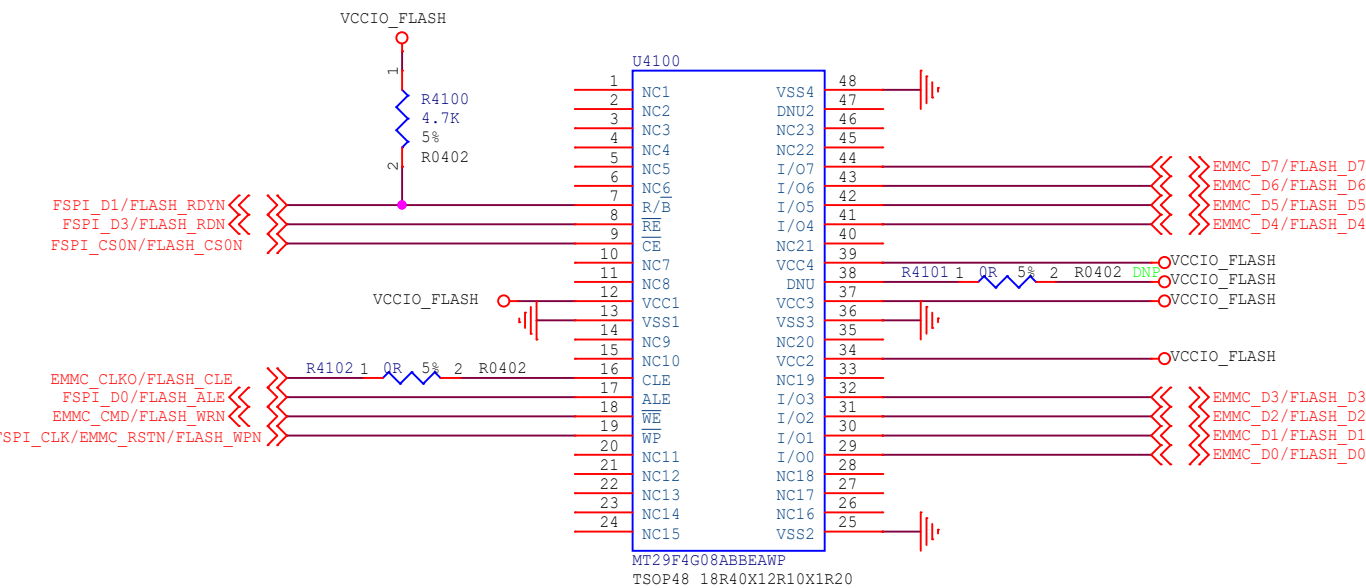 VCCIO_FLASH
1
R4100
4.7K
5%
R0402
2
U4100
1 NC1
2 NC2
3 NC3
4 NC4
5 NC5
6 NC6
FSPI_D1/FLASH_RDYN 7 R/B
FSPI_D3/FLASH_RDN 8 RE
FSPI_CS0N/FLASH_CS0N 9 CE
10 NC7
11 NC8
VCCIO_FLASH 12 VCC1
13 VSS1
14 NC9
15 NC10
EMMC_CLKO/FLASH_CLE R4102 1 0R 5% 2 R0402 16 CLE
FSPI_D0/FLASH_ALE 17 ALE
EMMC_CMD/FLASH_WRN 18 WE
SPI_CLK/EMMC_RSTN/FLASH_WPN 19 WP
20 NC11
21 NC12
22 NC13
23 NC14
24 NC15
VSS4 48
DNU2 47
NC23 46
NC22 45
I/O7 44 EMMC_D7/FLASH_D7
I/O6 43 EMMC_D6/FLASH_D6
I/O5 42 EMMC_D5/FLASH_D5
I/O4 41 EMMC_D4/FLASH_D4
NC21 40
VCC4 39 VCCIO_FLASH
DNU 38 R4101 1 0R 5% 2 R0402 DNP VCCIO_FLASH
VCC3 37 VCCIO_FLASH
VSS3 36
NC20 35
VCC2 34 VCCIO_FLASH
NC19 33
I/O3 32 EMMC_D3/FLASH_D3
I/O2 31 EMMC_D2/FLASH_D2
I/O1 30 EMMC_D1/FLASH_D1
I/O0 29 EMMC_D0/FLASH_D0
NC18 28
NC17 27
NC16 26
VSS2 25
MT29F4G08ABBEAWP
TSOP48_18R40X12R10X1R20